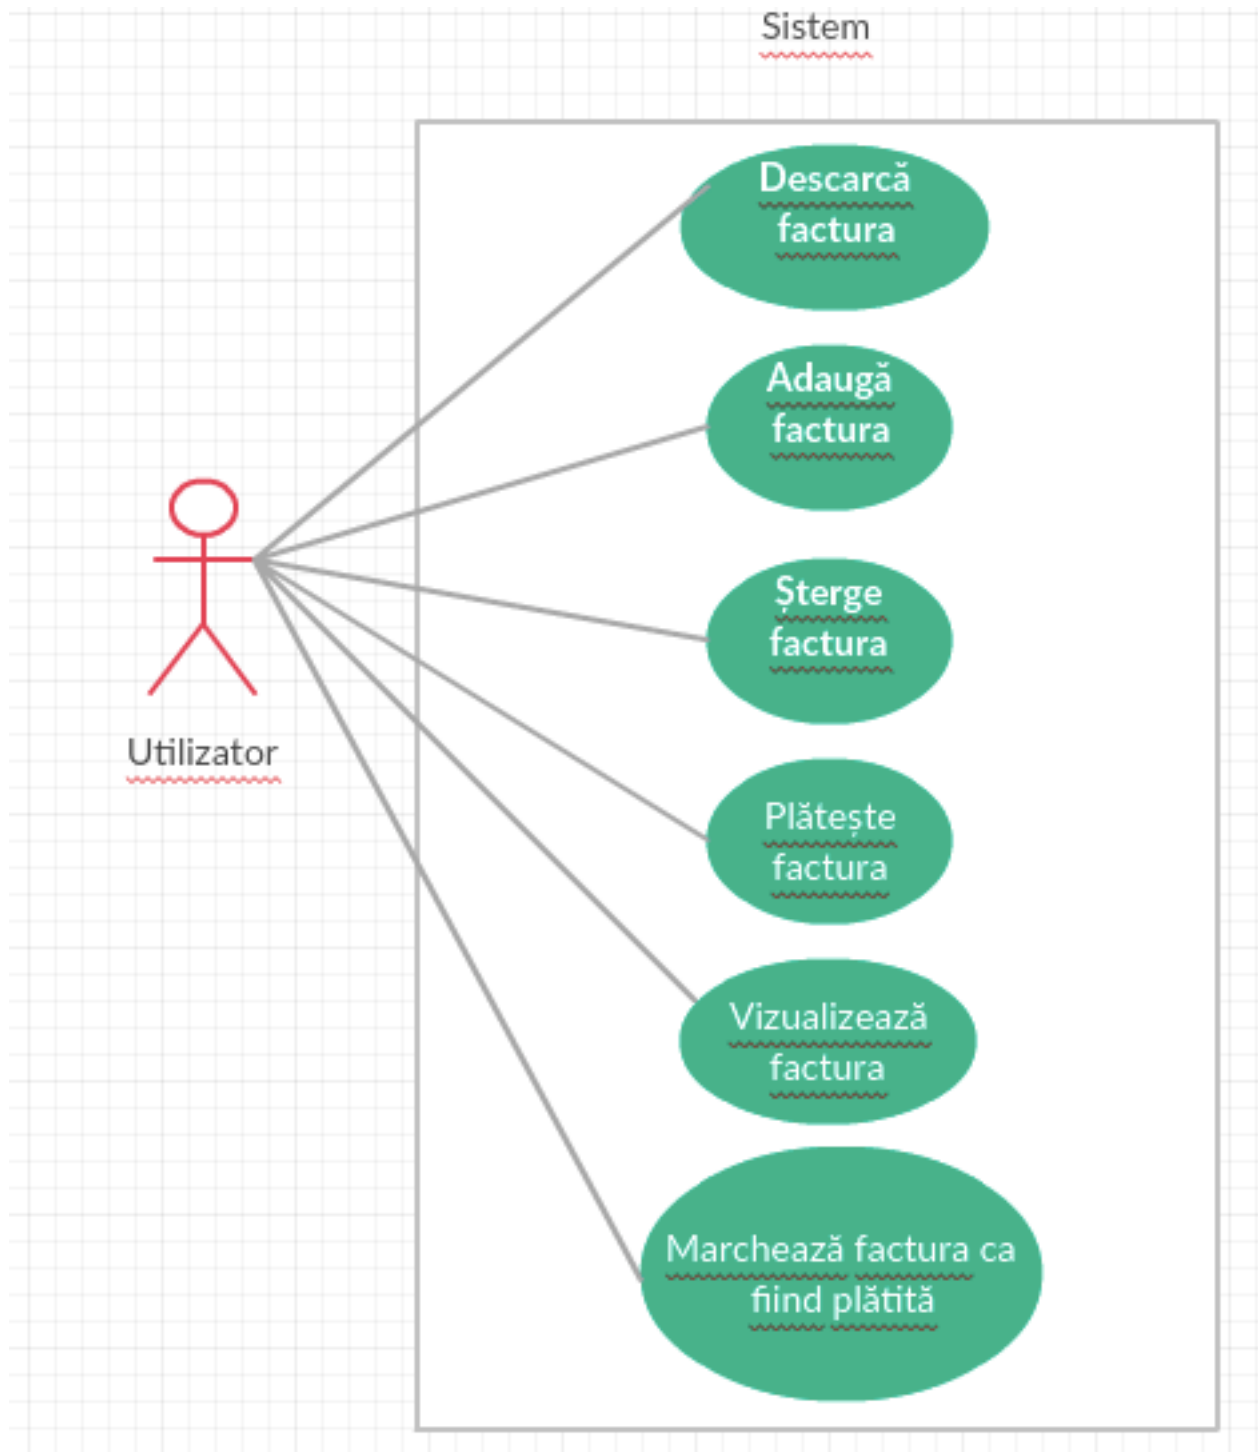 Sistem
Descarcă
factura
Adaugă
factura
Șterge
factura
Utilizator
Plătește
factura
Vizualizează
factura
Marchează factura ca
fiind plătită